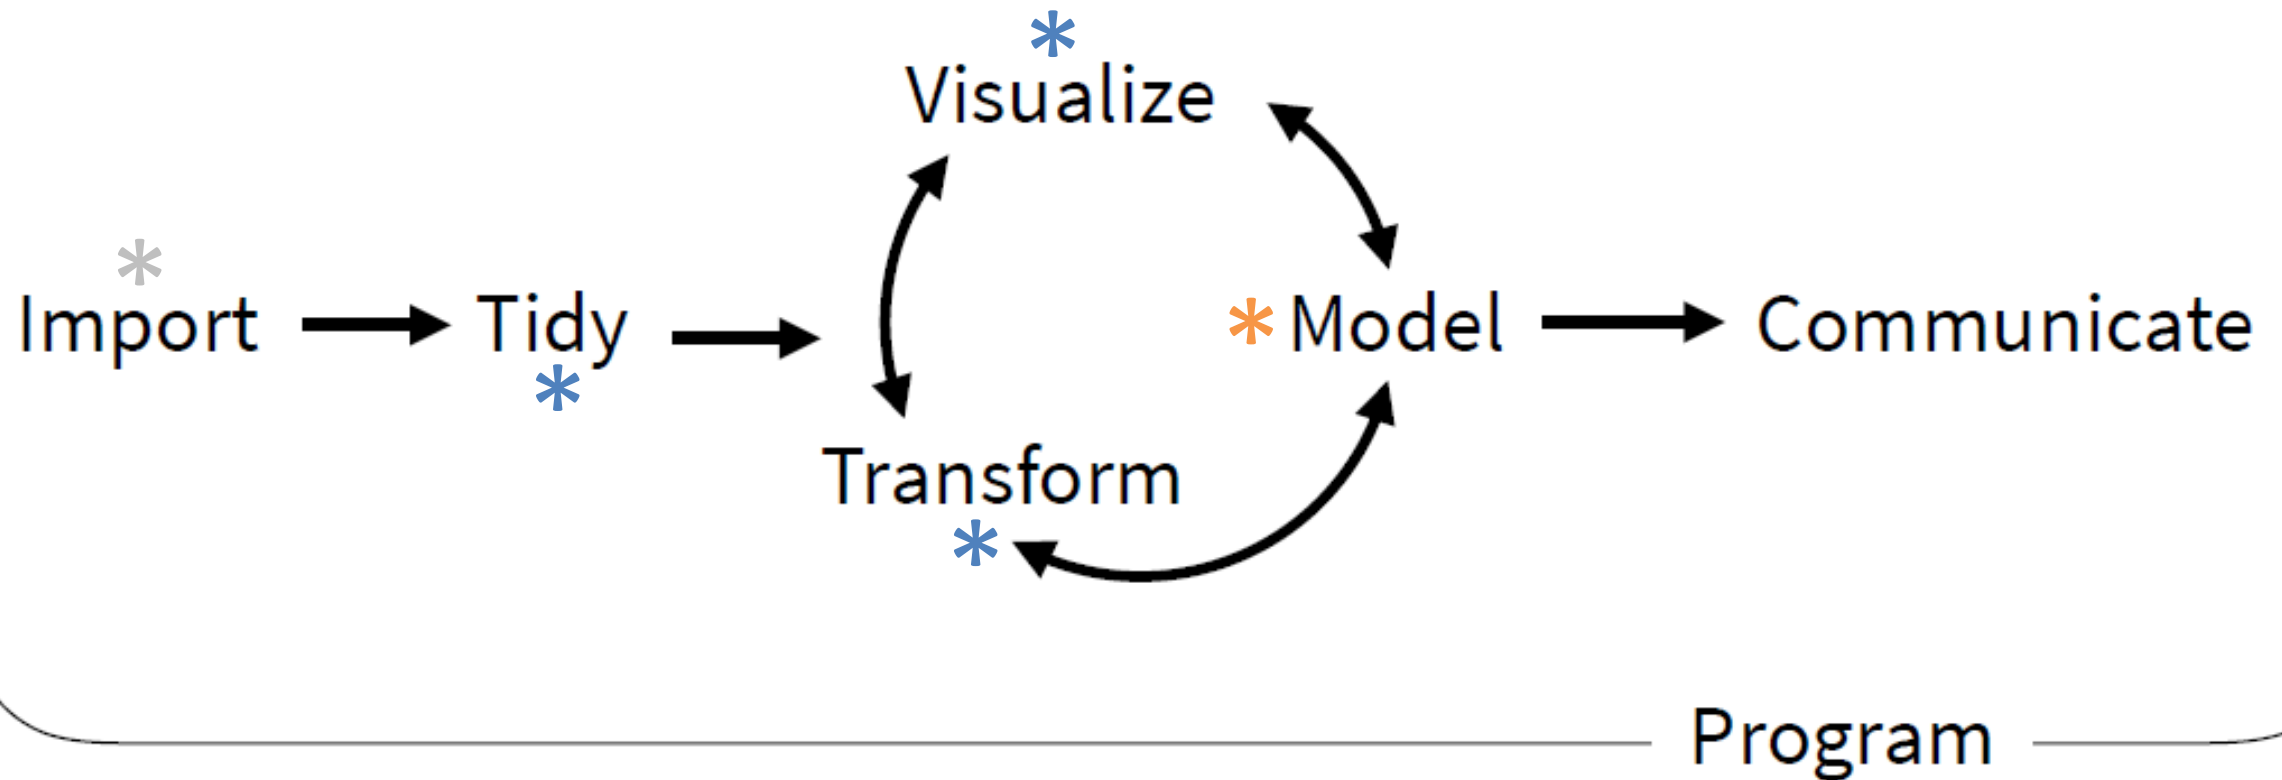 *
Visualize
*
Import
Tidy
*
* Model
Communicate
Transform
*
Program